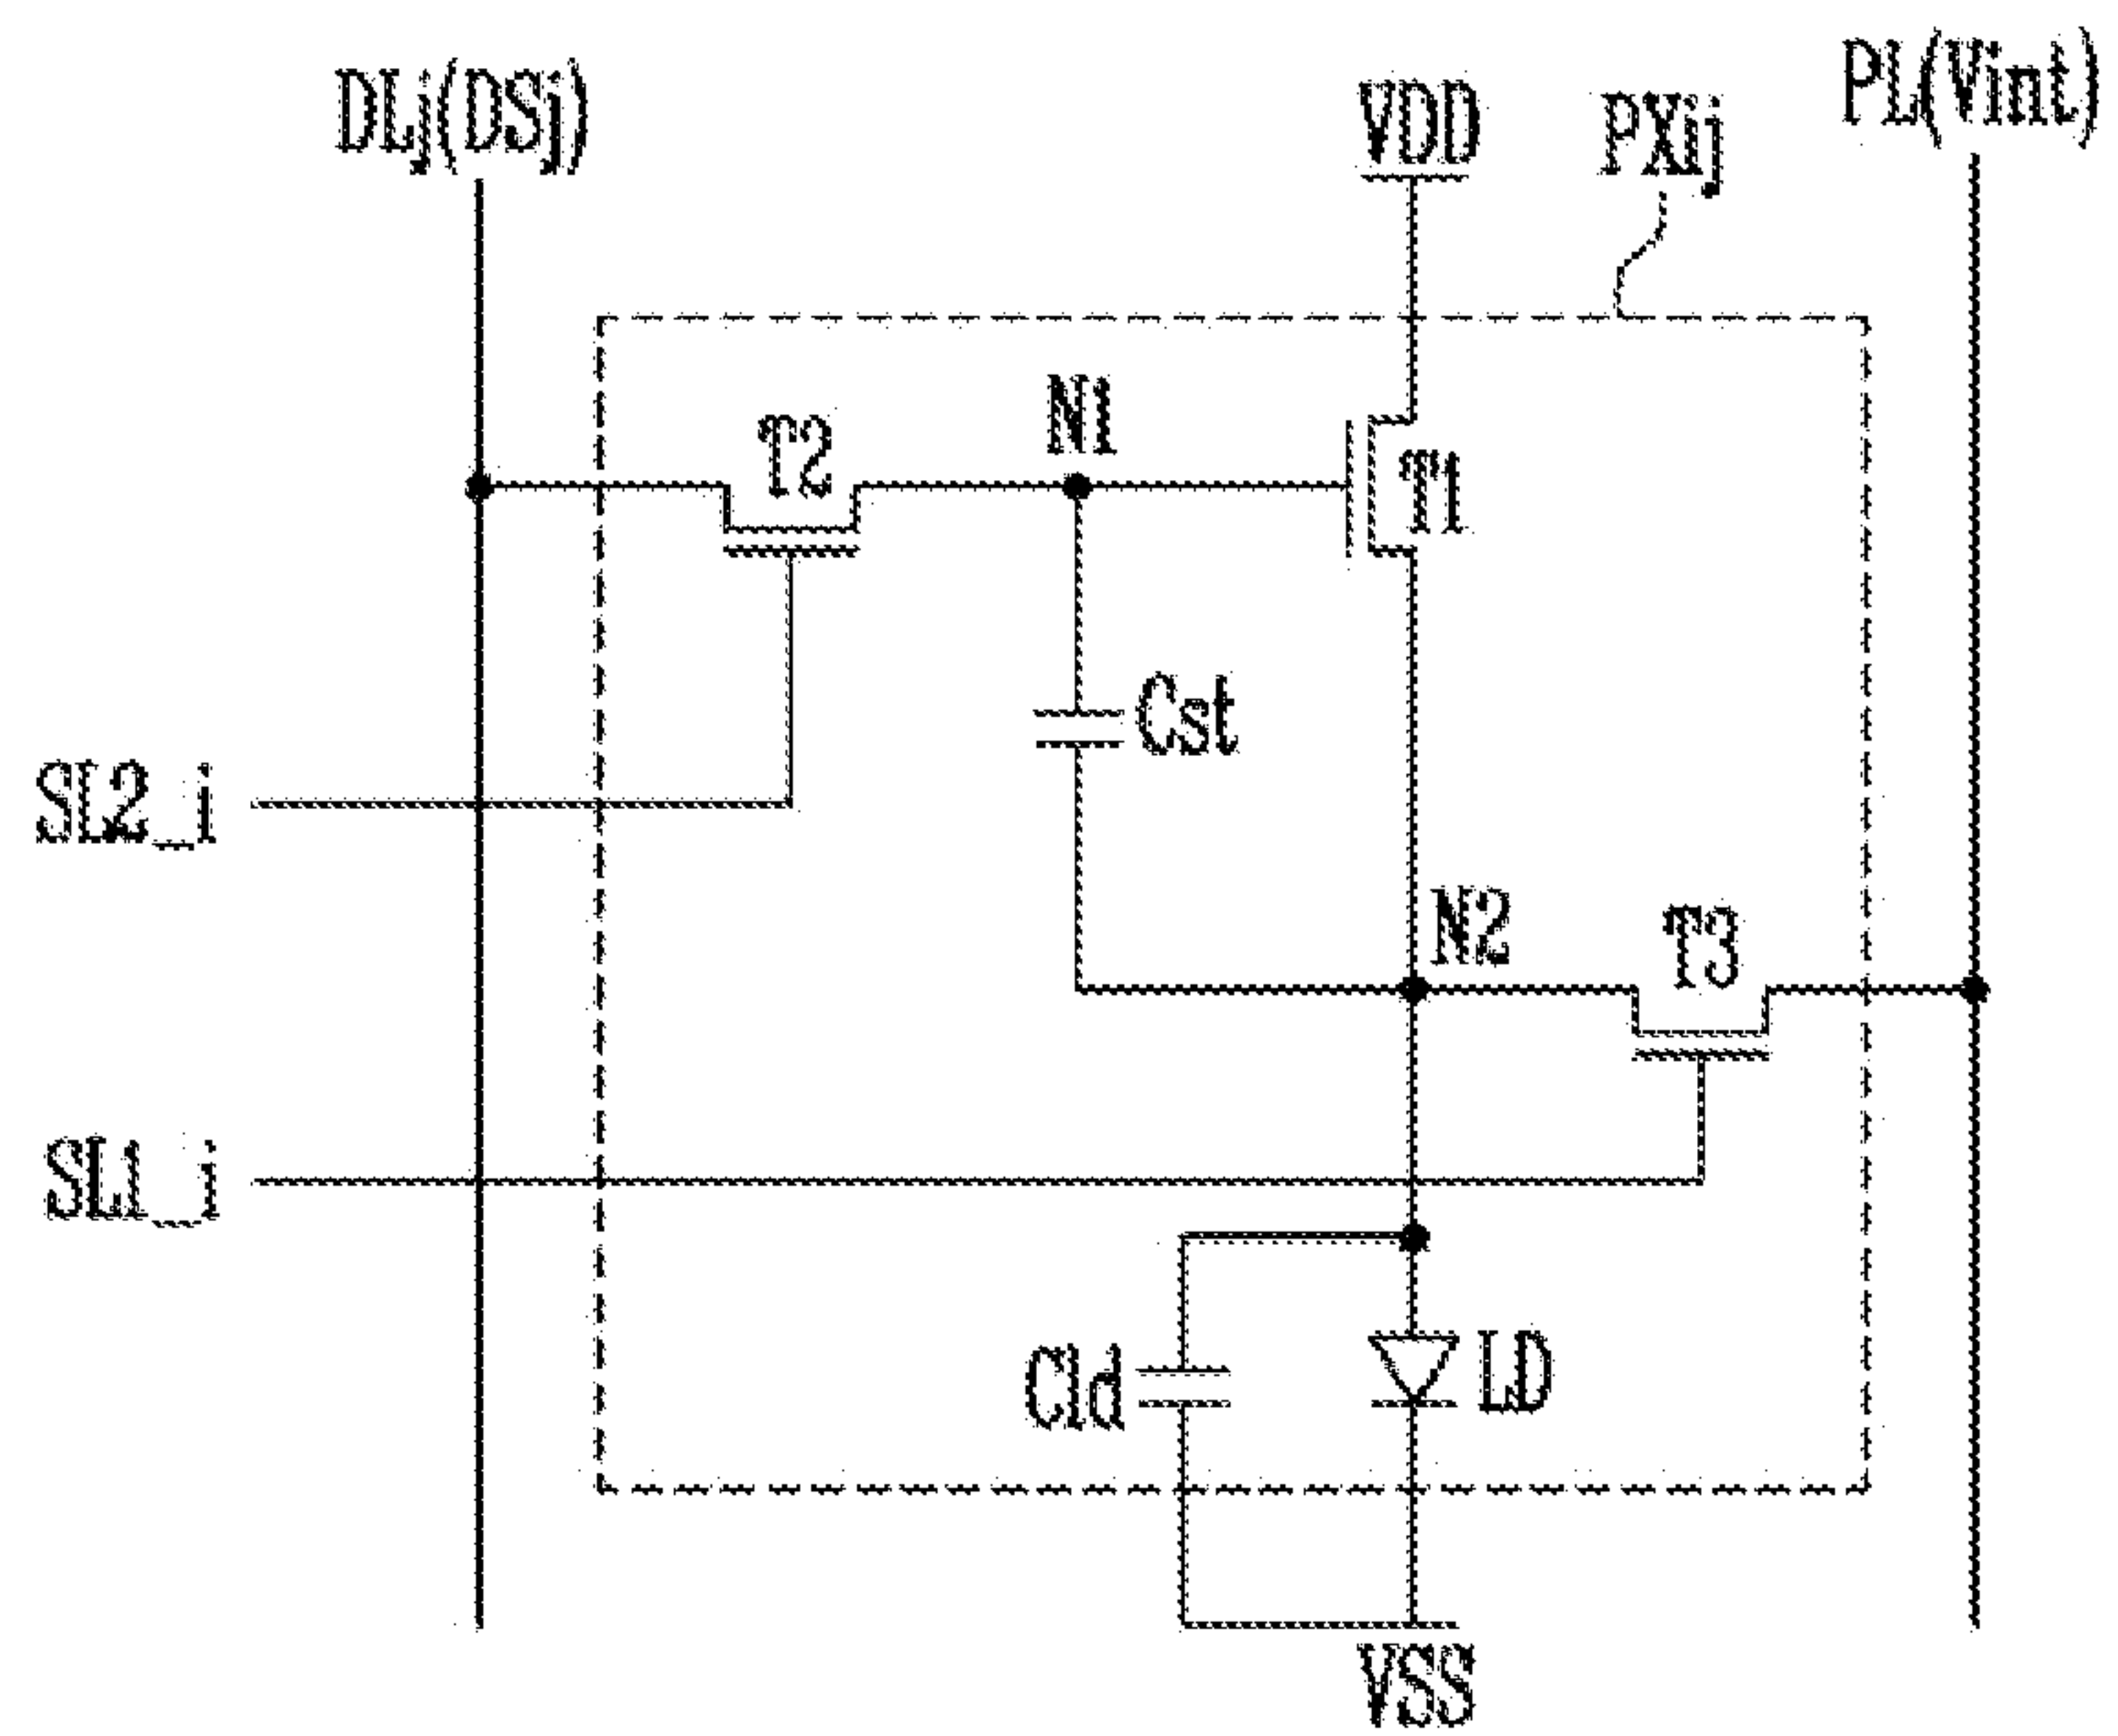 DLj(DSj)
VDD
PXij
PL(Vint)
N1
T2
T1
Cst
SL2_i
N2
T3
SL1_i
Cld
LD
VSS